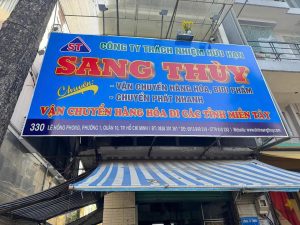 ST
CÔNG TY TRÁCH NHIỆM HỮU HẠN
SANG THÙY
Chuyên
- VẬN CHUYỂN HÀNG HÓA, BƯU PHẨM
- CHUYỂN PHÁT NHANH
VẬN CHUYỂN HÀNG HÓA ĐI CÁC TỈNH MIỀN TÂY
330 LÊ HỒNG PHONG, PHƯỜNG 1, QUẬN 10, TP. HỒ CHÍ MINH